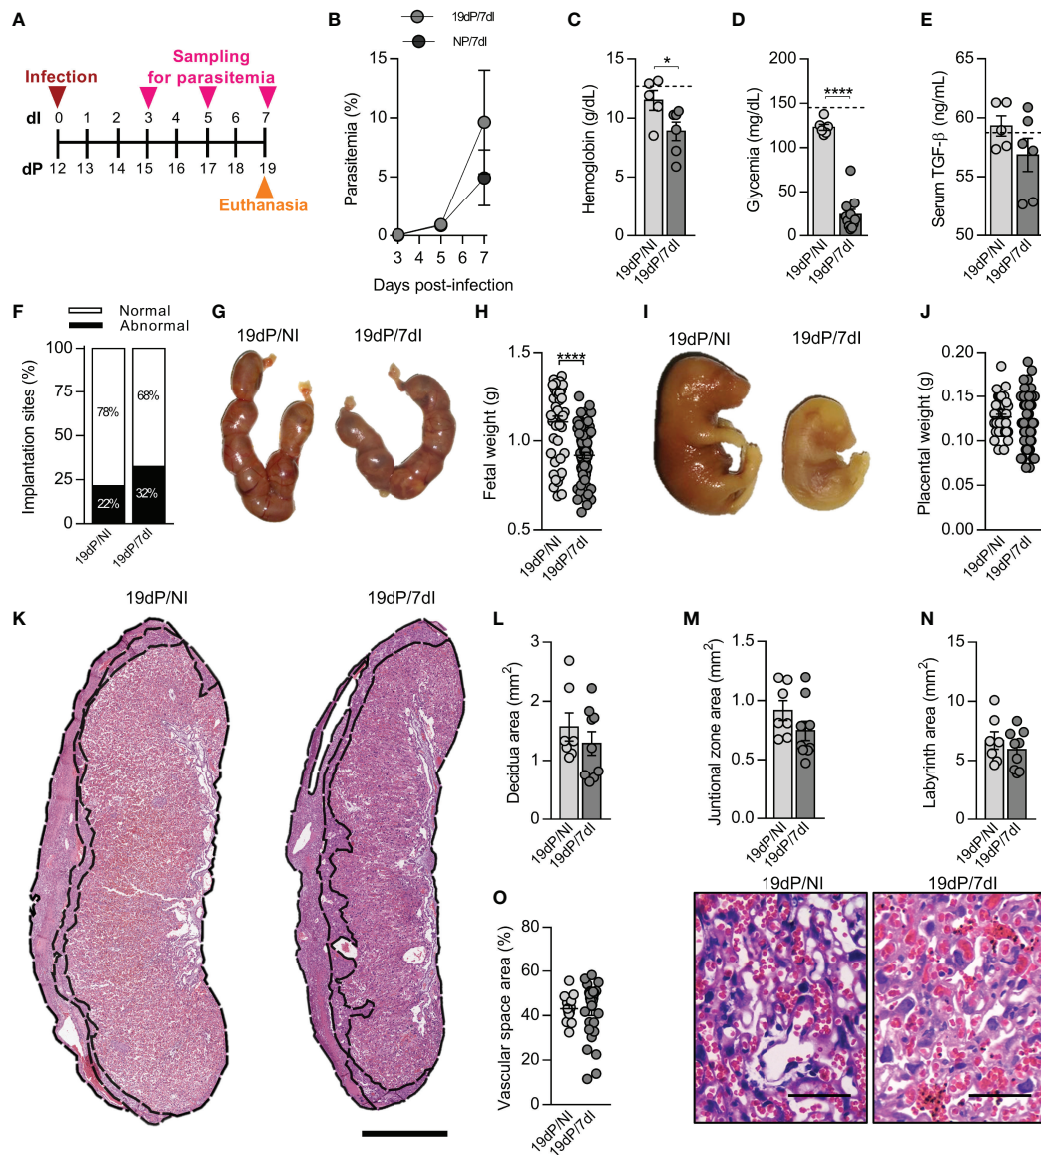 A
Infection
Sampling
for parasitemia
dI 0 1 2 3 4 5 6 7
dP 12 13 14 15 16 17 18 19
Euthanasia
B
19dP/7dI
NP/7dI
Parasitemia (%)
15
10
5
0
3 4 5 6 7
Days post-infection
C
Hemoglobin (g/dL)
15
10
5
0
*
19dP/NI
19dP/7dI
D
Gycemia (mg/dL)
200
150
100
50
0
****
19dP/NI
19dP/7dI
E
Serum TGF-β (ng/mL)
65
60
55
50
19dP/NI
19dP/7dI
F
Normal
Abnormal
Implantation sites (%)
100
75
50
25
0
78%
68%
22%
32%
19dP/NI
19dP/7dI
G
19dP/NI 19dP/7dI
H
Fetal weight (g)
1.5
1.0
0.5
****
19dP/NI
19dP/7dI
I
19dP/NI 19dP/7dI
J
Placental weight (g)
0.20
0.15
0.10
0.05
0.00
19dP/NI
19dP/7dI
K
19dP/NI 19dP/7dI
L
Decidua area (mm²)
3
2
1
0
19dP/NI
19dP/7dI
M
Juntional zone area (mm²)
1.5
1.0
0.5
0.0
19dP/NI
19dP/7dI
N
Labyrinth area (mm²)
15
10
5
0
19dP/NI
19dP/7dI
O
Vascular space area (%)
80
60
40
20
0
19dP/NI
19dP/7dI
19dP/NI 19dP/7dI